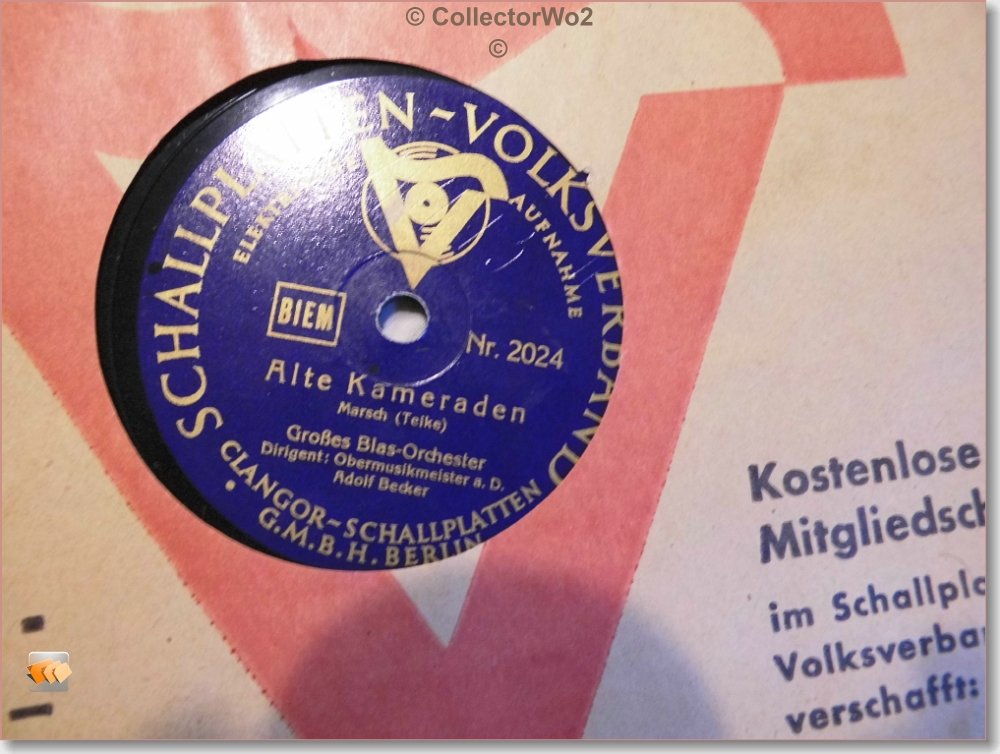 © CollectorWo2
©
SCHALLPLATTEN-VOLKSVERBAND
ELEKTR. AUFNAHME
BIEM
Nr. 2024
Alte Kameraden
Marsch (Teike)
Großes Blas-Orchester
Dirigent: Obermusikmeister a. D.
Adolf Becker
CLANGOR-SCHALLPLATTEN
G.M.B.H. BERLIN
Kostenlose
Mitgliedsch
im Schallpla
Volksverba
verschafft: